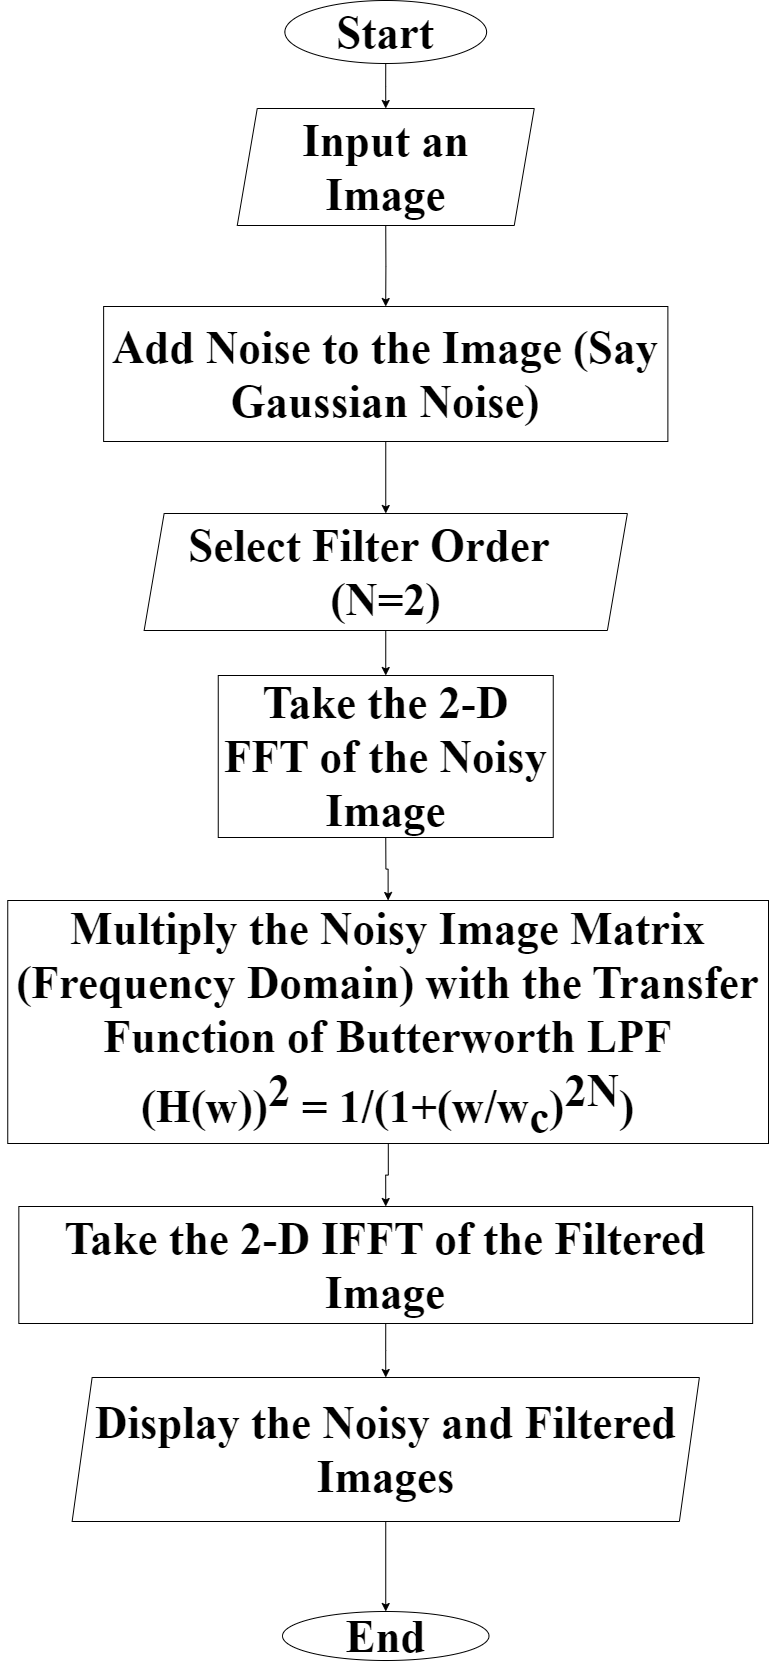 Start
Input an
Image
Add Noise to the Image (Say
Gaussian Noise)
Select Filter Order
(N=2)
Take the 2-D
FFT of the Noisy
Image
Multiply the Noisy Image Matrix
(Frequency Domain) with the Transfer
Function of Butterworth LPF
(H(w))² = 1/(1+(w/w_c)^2N)
Take the 2-D IFFT of the Filtered
Image
Display the Noisy and Filtered
Images
End